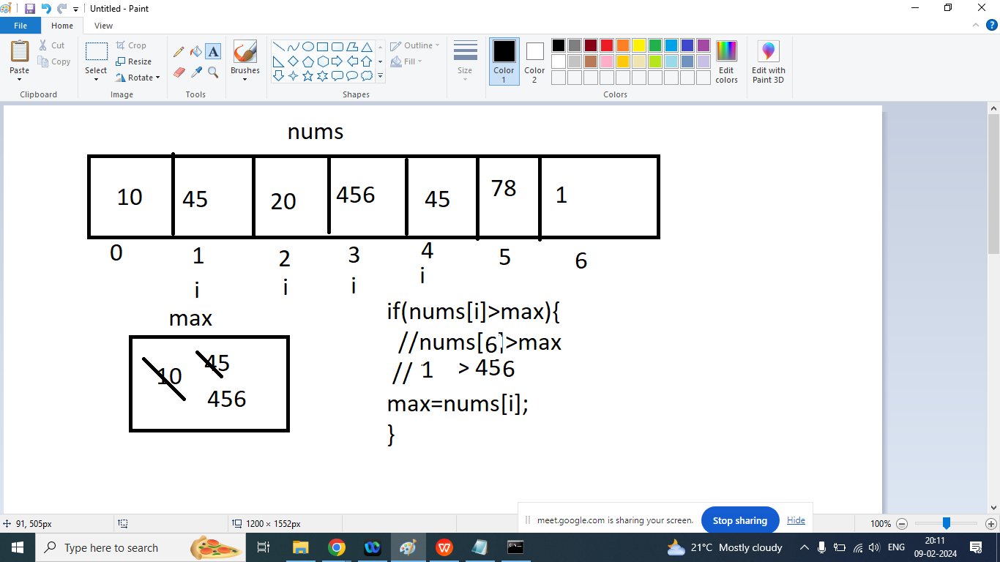 Untitled - Paint
File Home View
Paste
Cut
Copy
Clipboard
Select
Crop
Resize
Rotate
Image
Tools
Brushes
Outline
Fill
Shapes
Size
Color 1
Color 2
Edit colors
Colors
Edit with Paint 3D
nums
10 45 20 456 45 78 1
0 1 2 3 4 5 6
i i i i
max
10 45
456
if(nums[i]>max){
//nums[6]>max
// 1 > 456
max=nums[i];
}
91, 505px
1200 × 1552px
meet.google.com is sharing your screen.
Stop sharing
Hide
100%
Type here to search
21°C Mostly cloudy
ENG
20:11
09-02-2024